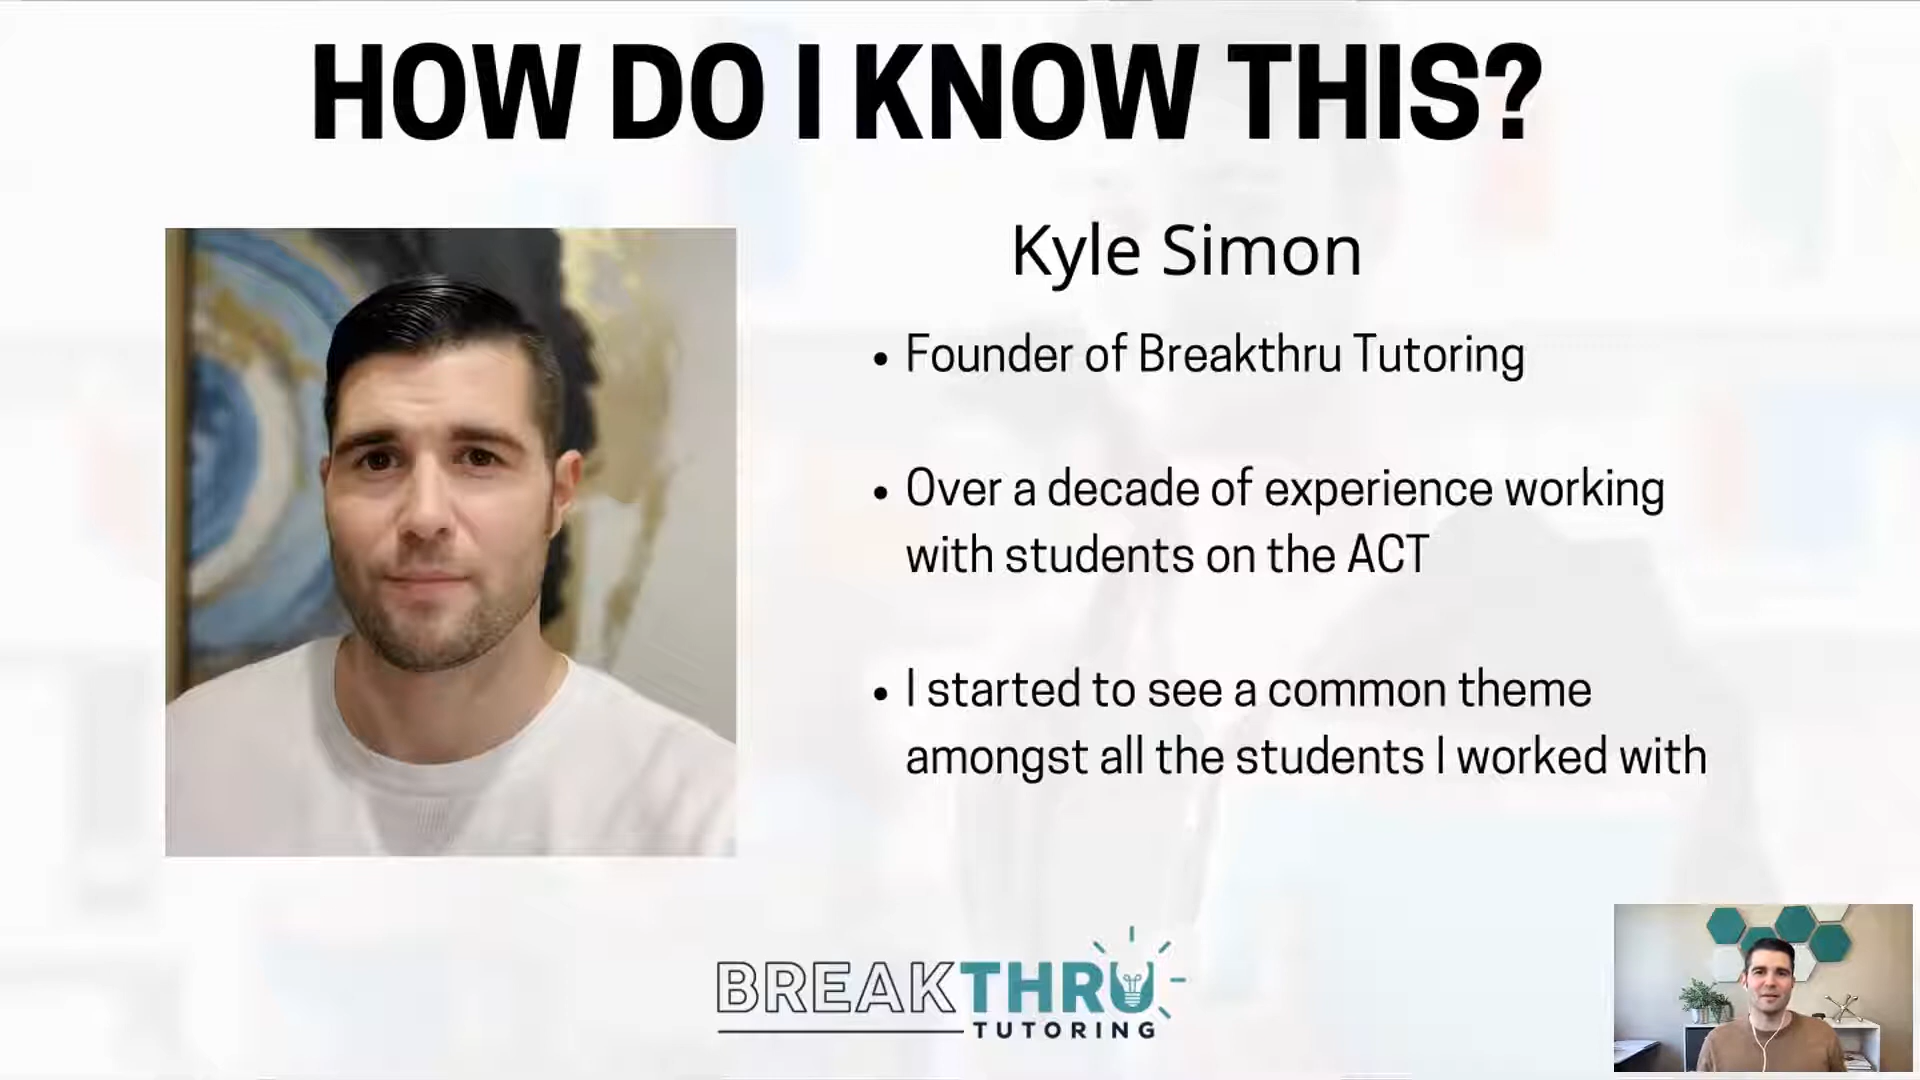 HOW DO I KNOW THIS?
Kyle Simon
• Founder of Breakthru Tutoring
• Over a decade of experience working
with students on the ACT
• I started to see a common theme
amongst all the students I worked with
BREAKTHRU
TUTORING